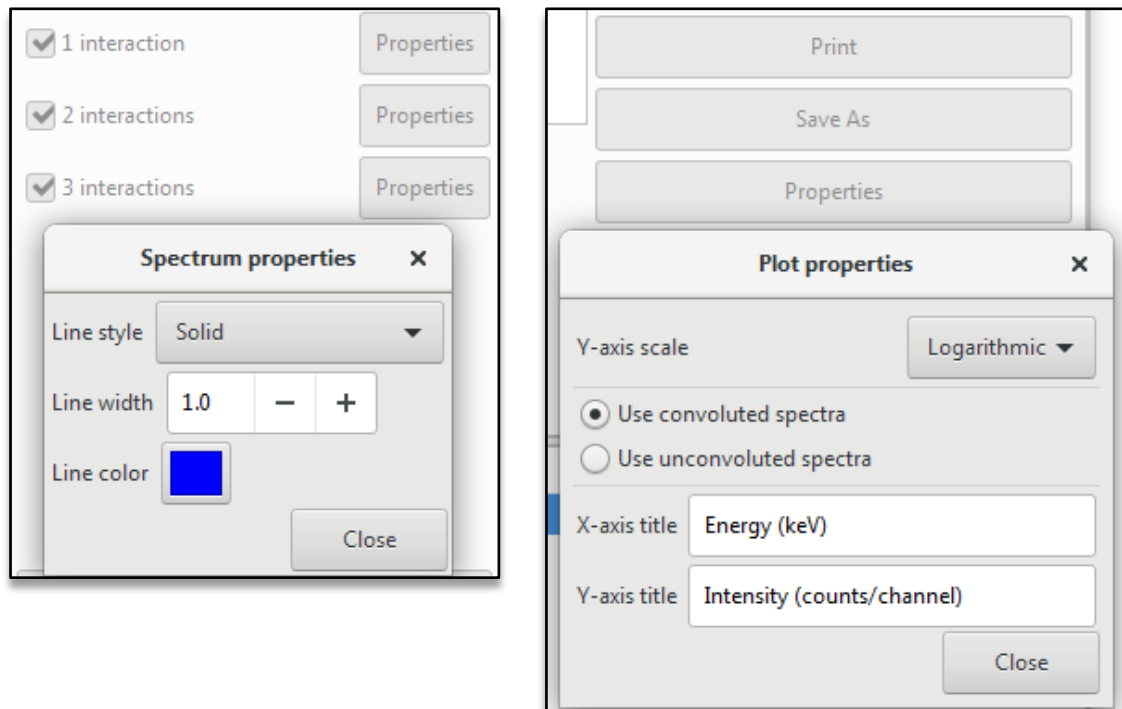 1 interaction Properties
2 interactions Properties
3 interactions Properties
Spectrum properties
Line style Solid
Line width 1.0
Line color
Close
Print
Save As
Properties
Plot properties
Y-axis scale Logarithmic
Use convoluted spectra
Use unconvoluted spectra
X-axis title Energy (keV)
Y-axis title Intensity (counts/channel)
Close